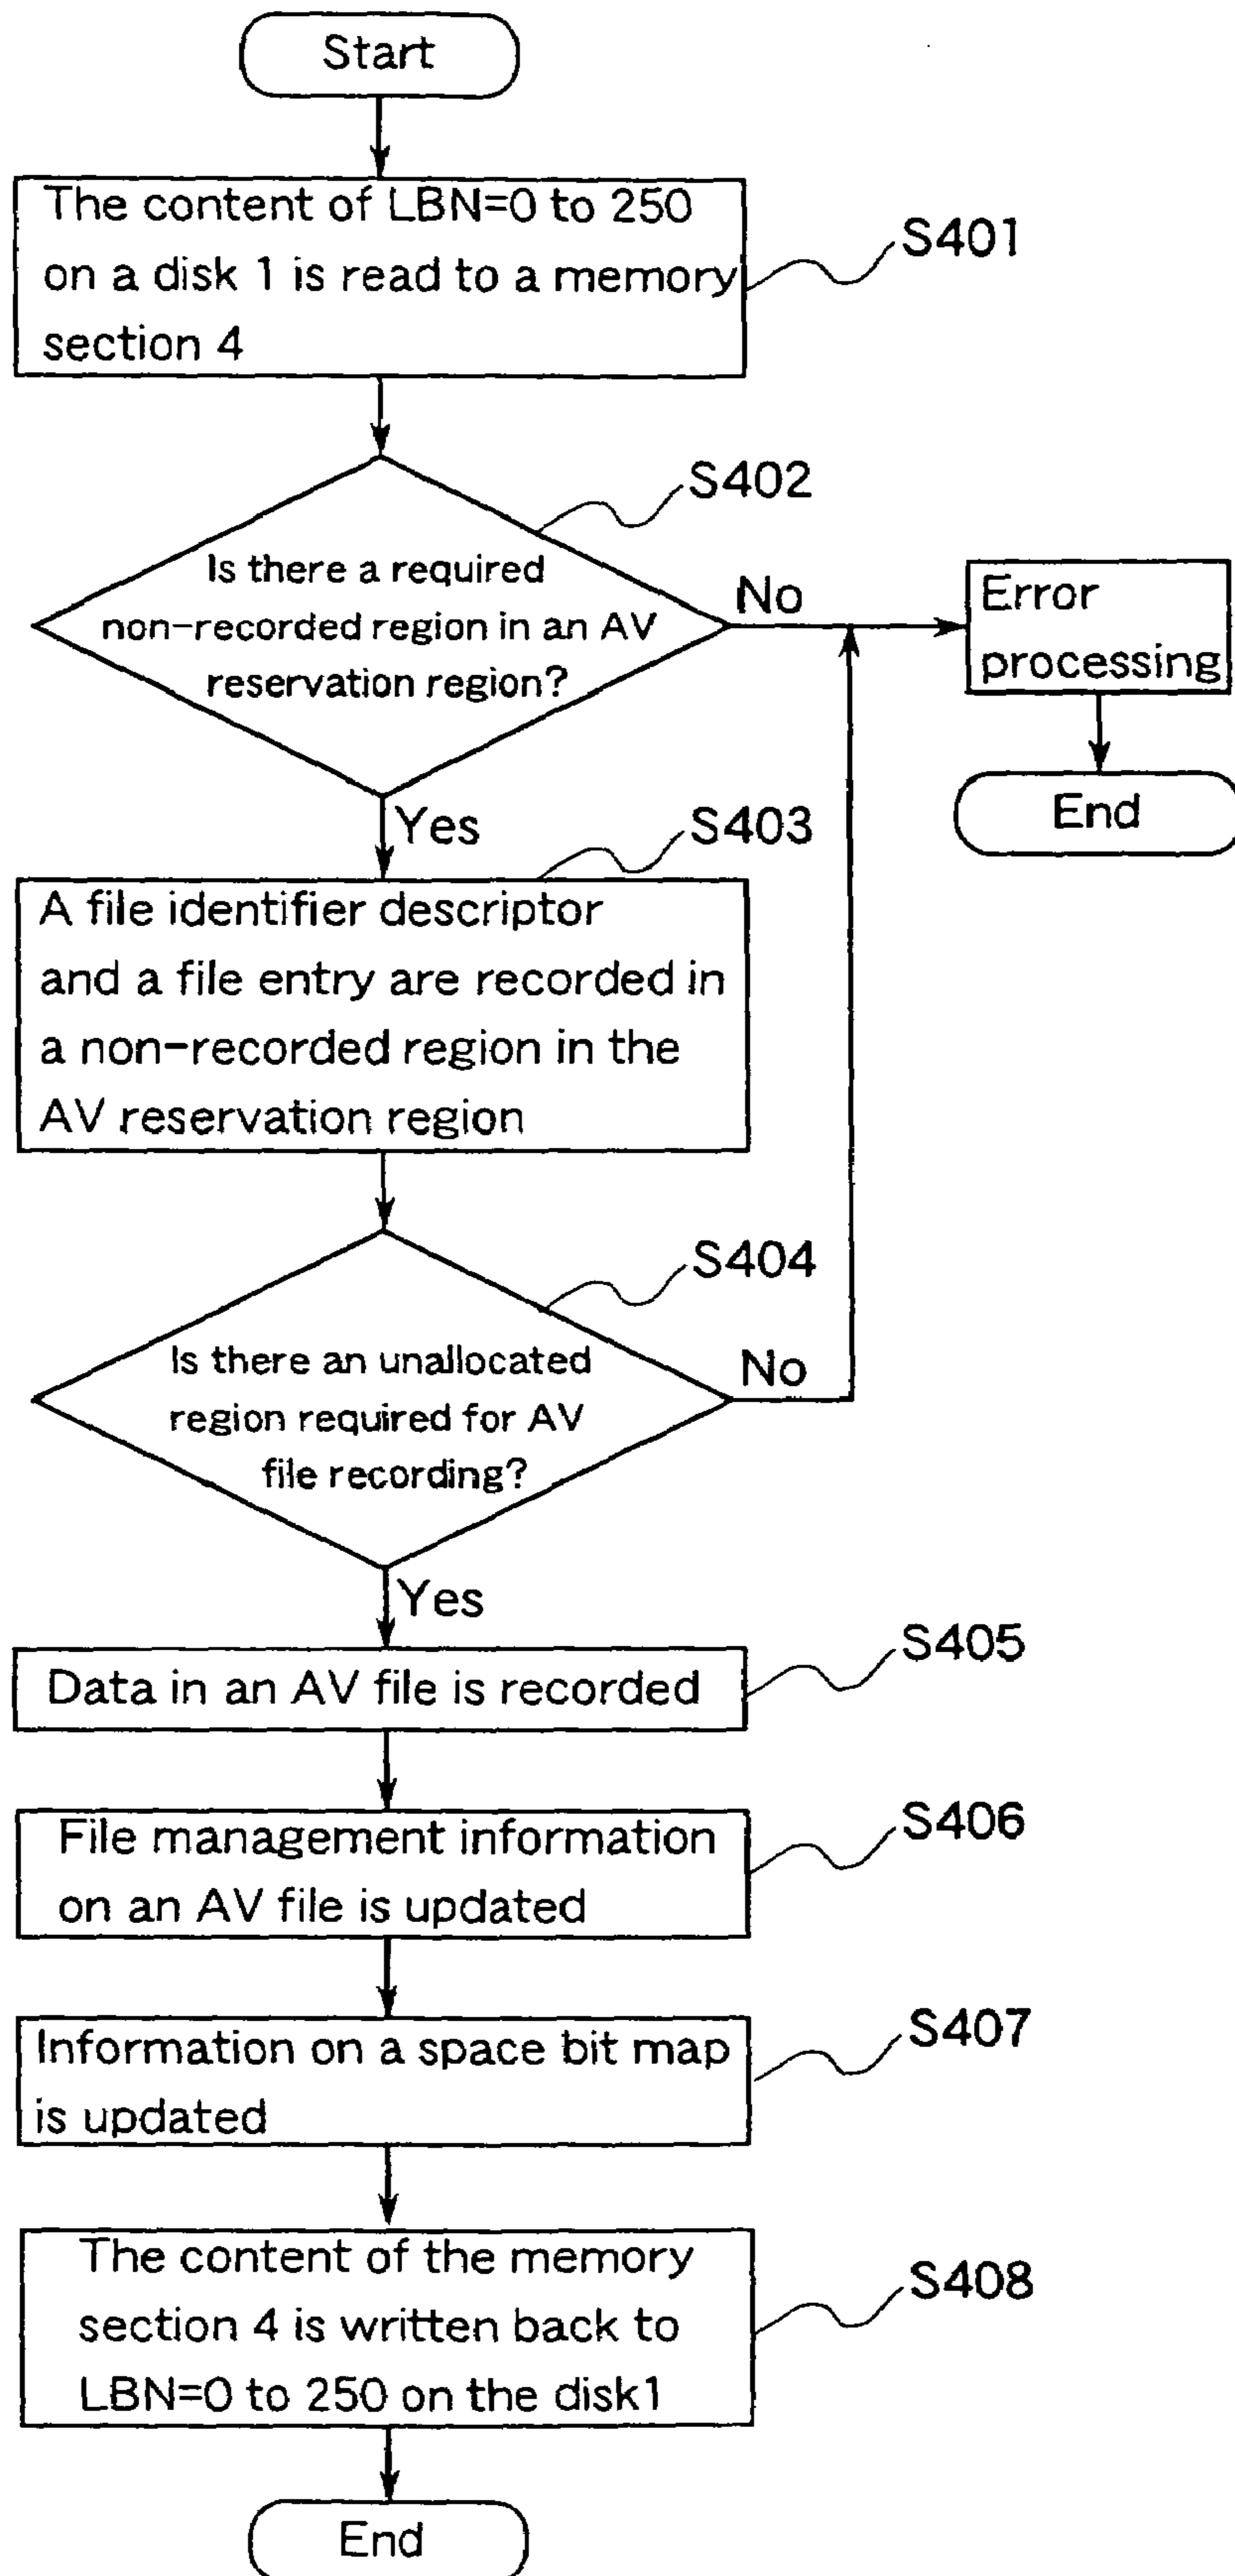 Start
The content of LBN=0 to 250
on a disk 1 is read to a memory
section 4
S401
S402
Is there a required
non-recorded region in an AV
reservation region?
No
Error
processing
End
Yes
S403
A file identifier descriptor
and a file entry are recorded in
a non-recorded region in the
AV reservation region
S404
Is there an unallocated
region required for AV
file recording?
No
Yes
S405
Data in an AV file is recorded
S406
File management information
on an AV file is updated
S407
Information on a space bit map
is updated
The content of the memory
section 4 is written back to
LBN=0 to 250 on the disk1
S408
End